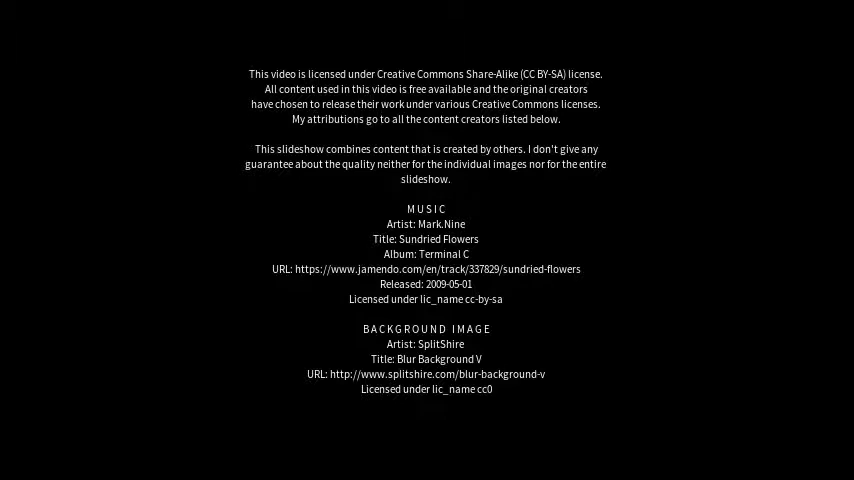 This video is licensed under Creative Commons Share-Alike (CC BY-SA) license.
All content used in this video is free available and the original creators
have chosen to release their work under various Creative Commons licenses.
My attributions go to all the content creators listed below.
This slideshow combines content that is created by others. I don't give any
guarantee about the quality neither for the individual images nor for the entire
slideshow.
MUSIC
Artist: Mark.Nine
Title: Sundried Flowers
Album: Terminal C
URL: https://www.jamendo.com/en/track/337829/sundried-flowers
Released: 2009-05-01
Licensed under lic_name cc-by-sa
BACKGROUND IMAGE
Artist: SplitShire
Title: Blur Background V
URL: http://www.splitshire.com/blur-background-v
Licensed under lic_name cc0